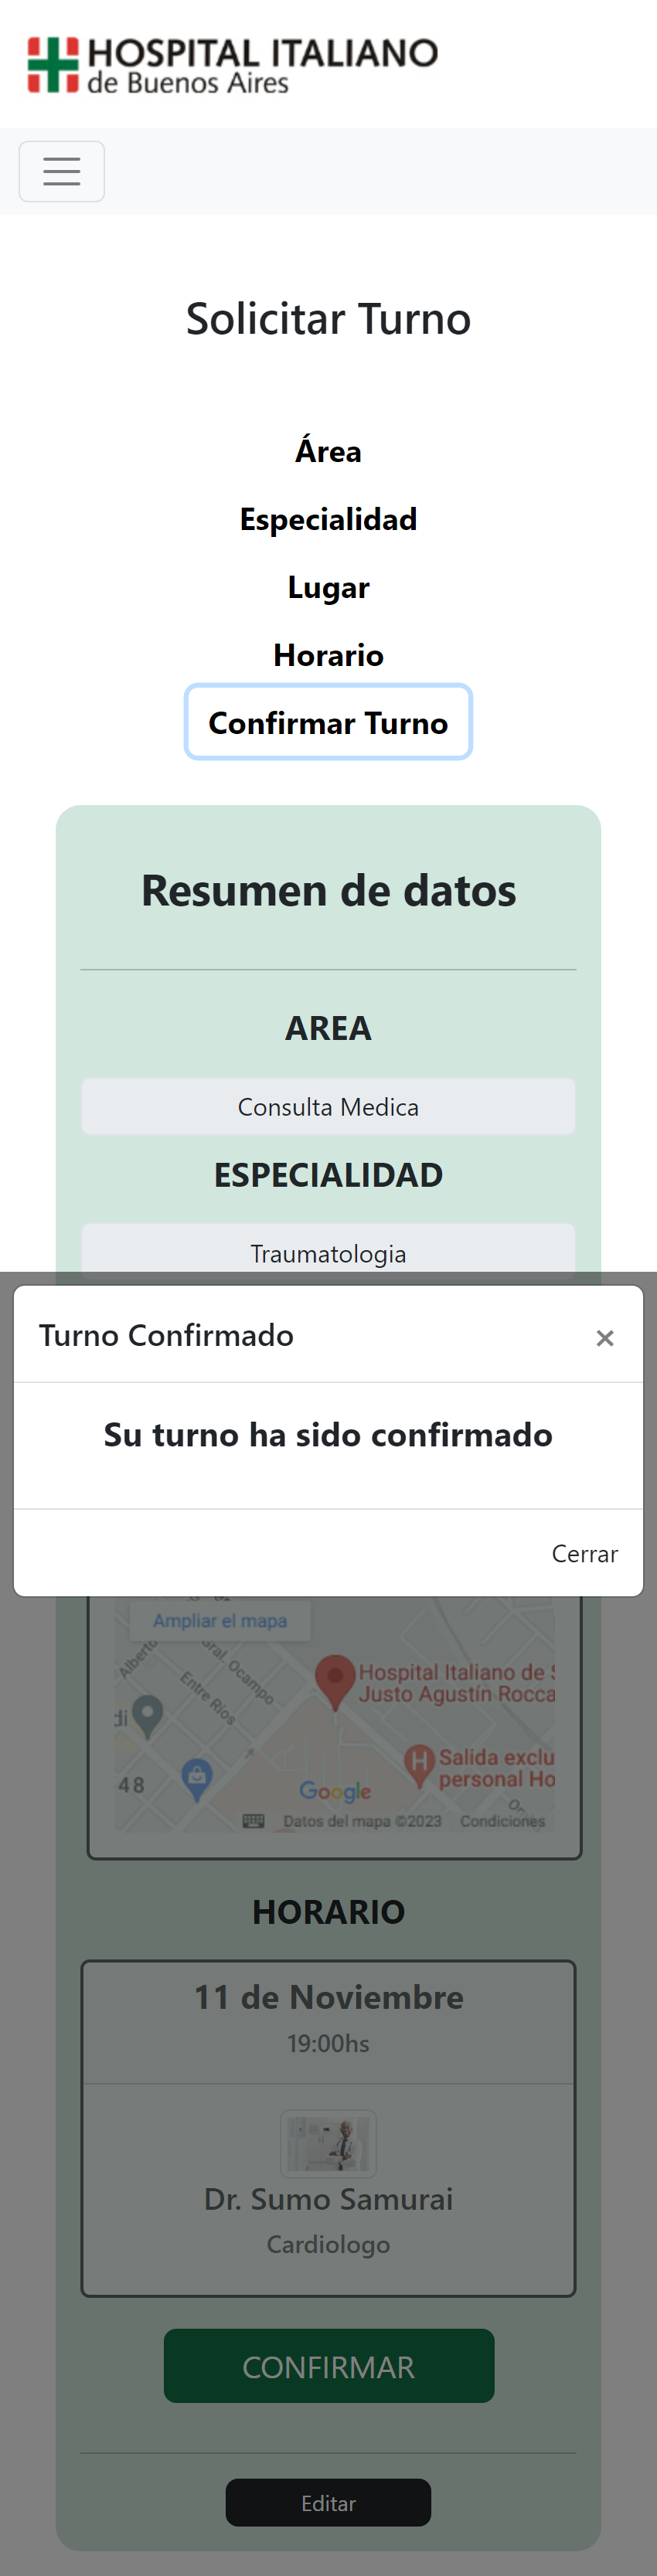 HOSPITAL ITALIANO
de Buenos Aires
Solicitar Turno
Área
Especialidad
Lugar
Horario
Confirmar Turno
Resumen de datos
AREA
Consulta Medica
ESPECIALIDAD
Traumatologia
Turno Confirmado ×
Su turno ha sido confirmado
Cerrar
Ampliar el mapa
Alberto
Gral. Ocampo
Entre Ríos
Hospital Italiano de S
Justo Agustín Rocca
di
H
Salida exclu
personal Ho
48
Google
Datos del mapa ©2023 Condiciones
HORARIO
11 de Noviembre
19:00hs
Dr. Sumo Samurai
Cardiologo
CONFIRMAR
Editar